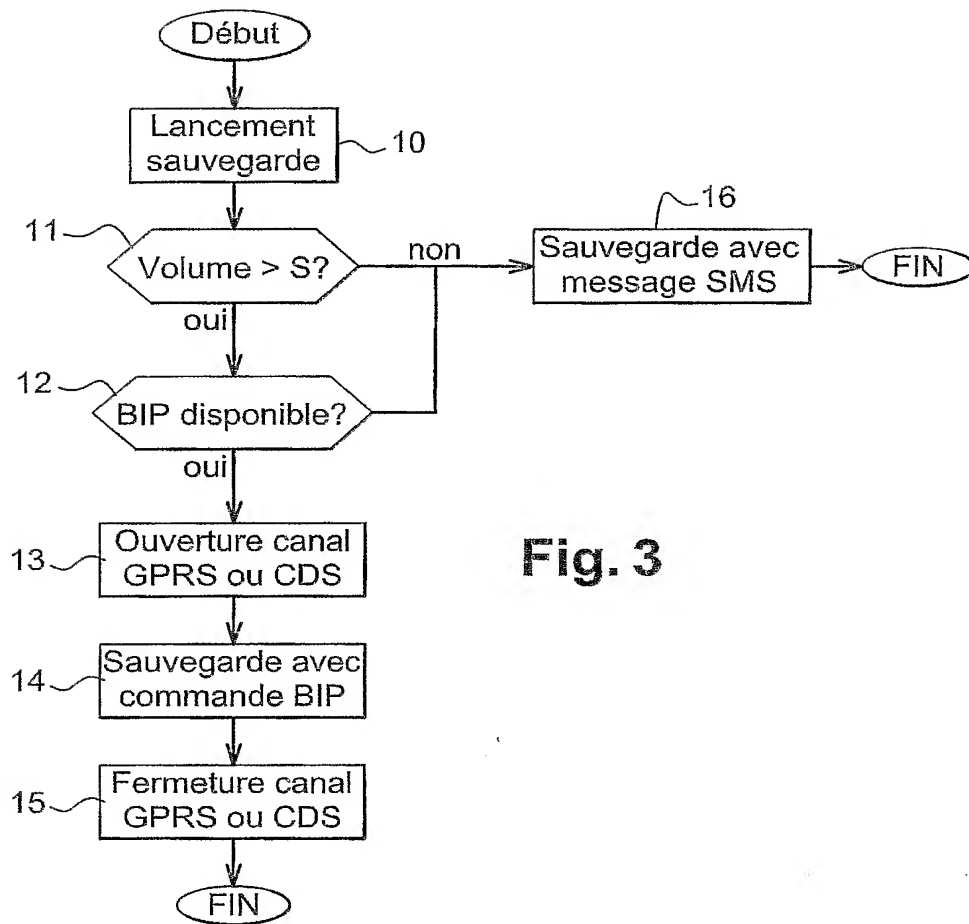 Début
Lancement
sauvegarde
10
11
Volume > S?
non
16
Sauvegarde avec
message SMS
FIN
oui
12
BIP disponible?
oui
13
Ouverture canal
GPRS ou CDS
Fig. 3
14
Sauvegarde avec
commande BIP
15
Fermeture canal
GPRS ou CDS
FIN